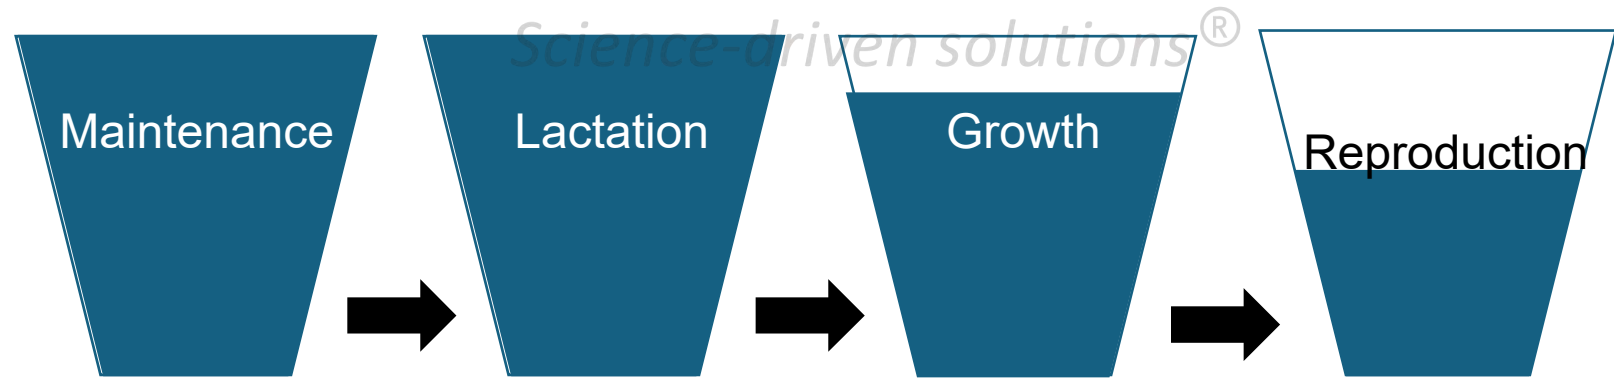 Science-driven solutions®
Maintenance
Lactation
Growth
Reproduction